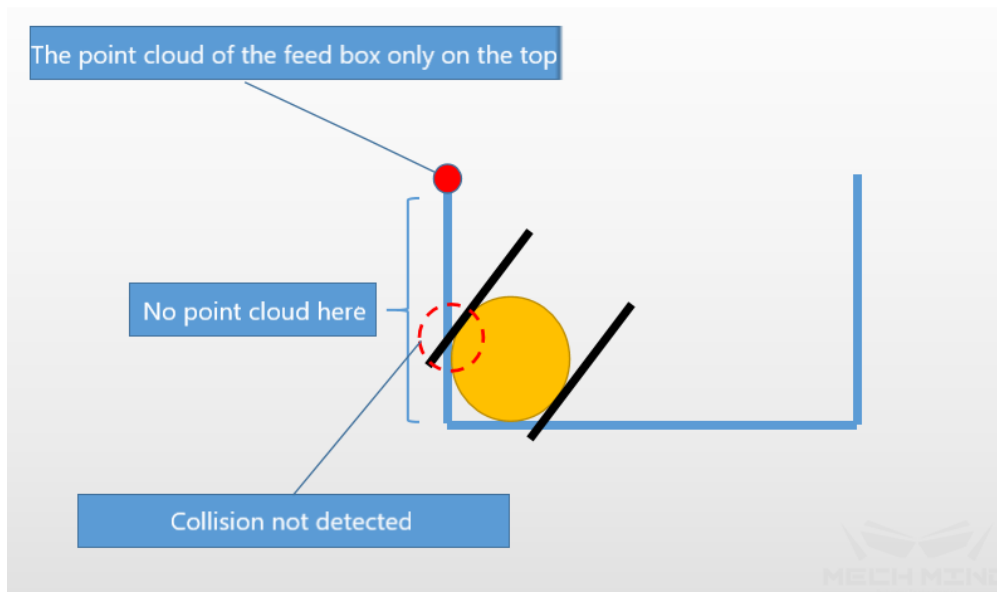 The point cloud of the feed box only on the top
No point cloud here
Collision not detected
MECH MIND